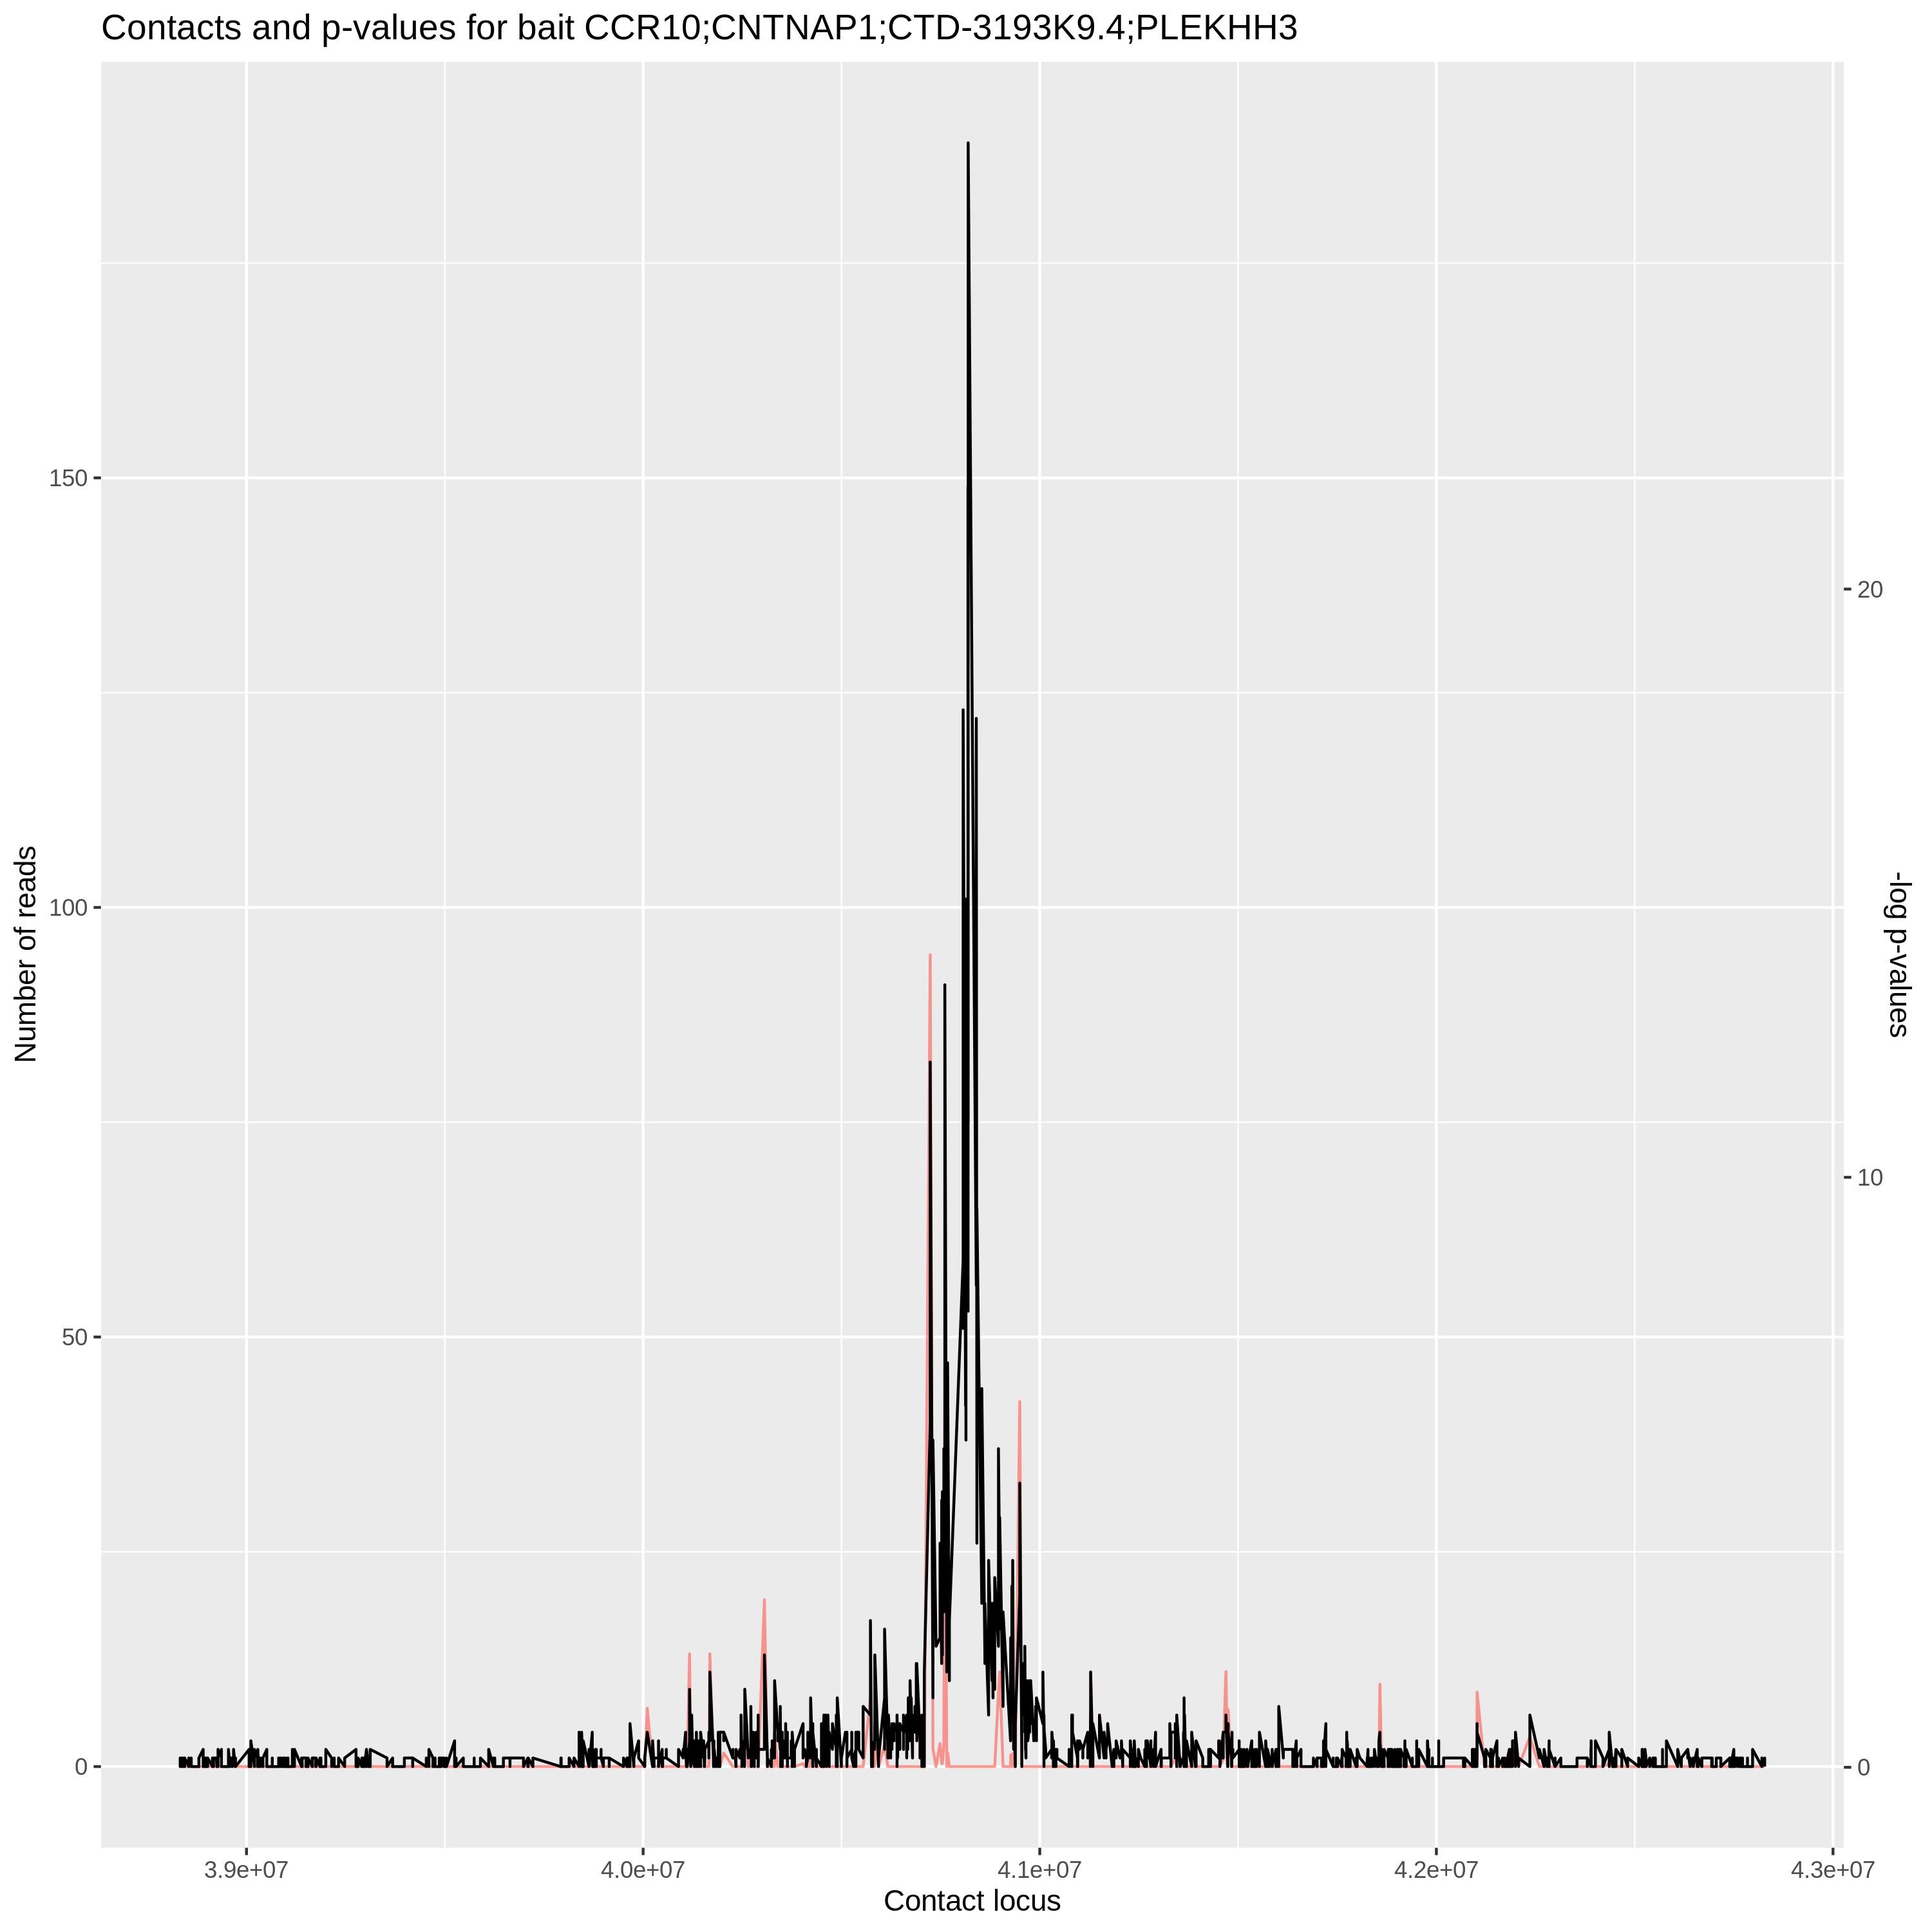 Contacts and p-values for bait CCR10;CNTNAP1;CTD-3193K9.4;PLEKHH3
150
100
50
0
Number of reads
20
10
0
-log p-values
3.9e+07 4.0e+07 4.1e+07 4.2e+07 4.3e+07
Contact locus